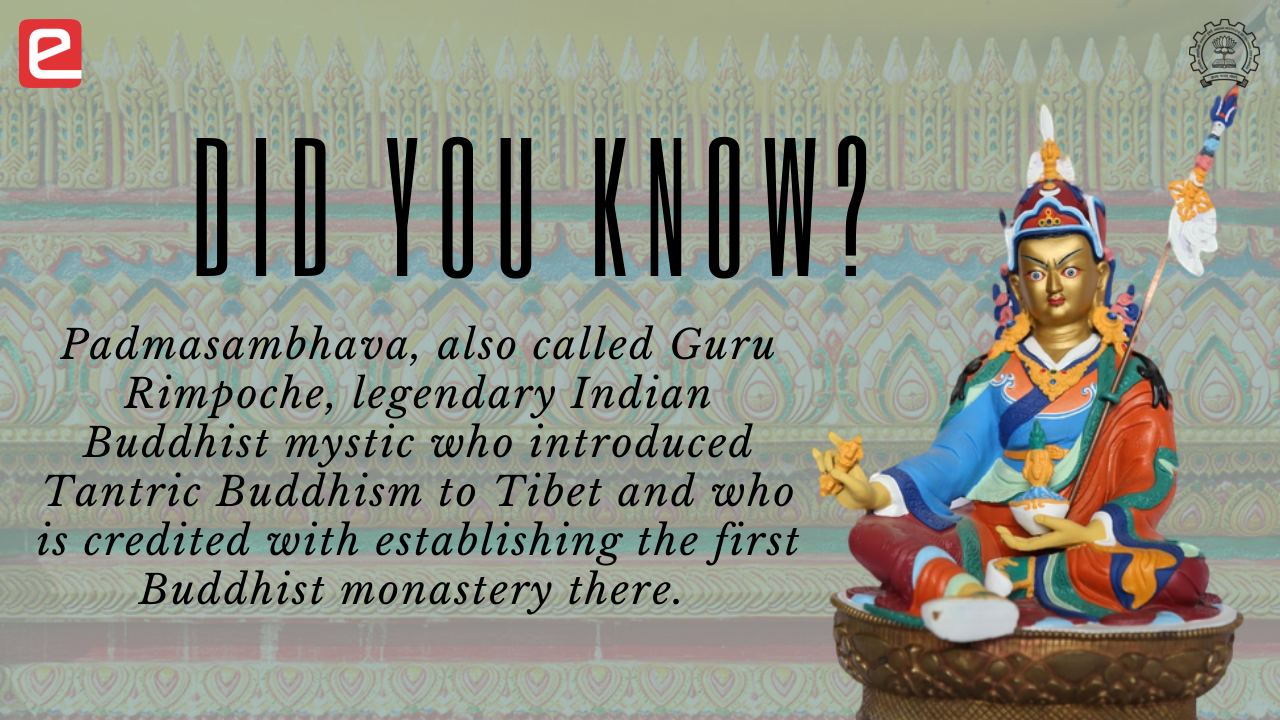 e
DID YOU KNOW?
Padmasambhava, also called Guru
Rimpoche, legendary Indian
Buddhist mystic who introduced
Tantric Buddhism to Tibet and who
is credited with establishing the first
Buddhist monastery there.